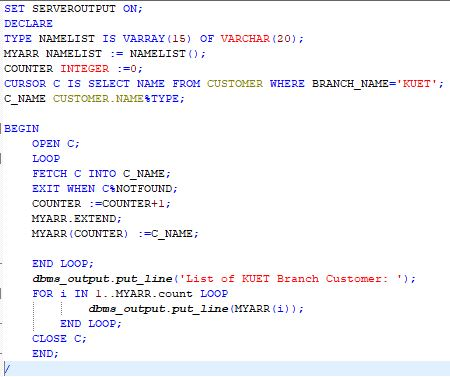 SET SERVEROUTPUT ON;
DECLARE
TYPE NAMELIST IS VARRAY(15) OF VARCHAR(20);
MYARR NAMELIST := NAMELIST();
COUNTER INTEGER :=0;
CURSOR C IS SELECT NAME FROM CUSTOMER WHERE BRANCH_NAME='KUET';
C_NAME CUSTOMER.NAME%TYPE;
BEGIN
OPEN C;
LOOP
FETCH C INTO C_NAME;
EXIT WHEN C%NOTFOUND;
COUNTER :=COUNTER+1;
MYARR.EXTEND;
MYARR(COUNTER) :=C_NAME;
END LOOP;
dbms_output.put_line('List of KUET Branch Customer: ');
FOR i IN 1..MYARR.count LOOP
dbms_output.put_line(MYARR(i));
END LOOP;
CLOSE C;
END;
/